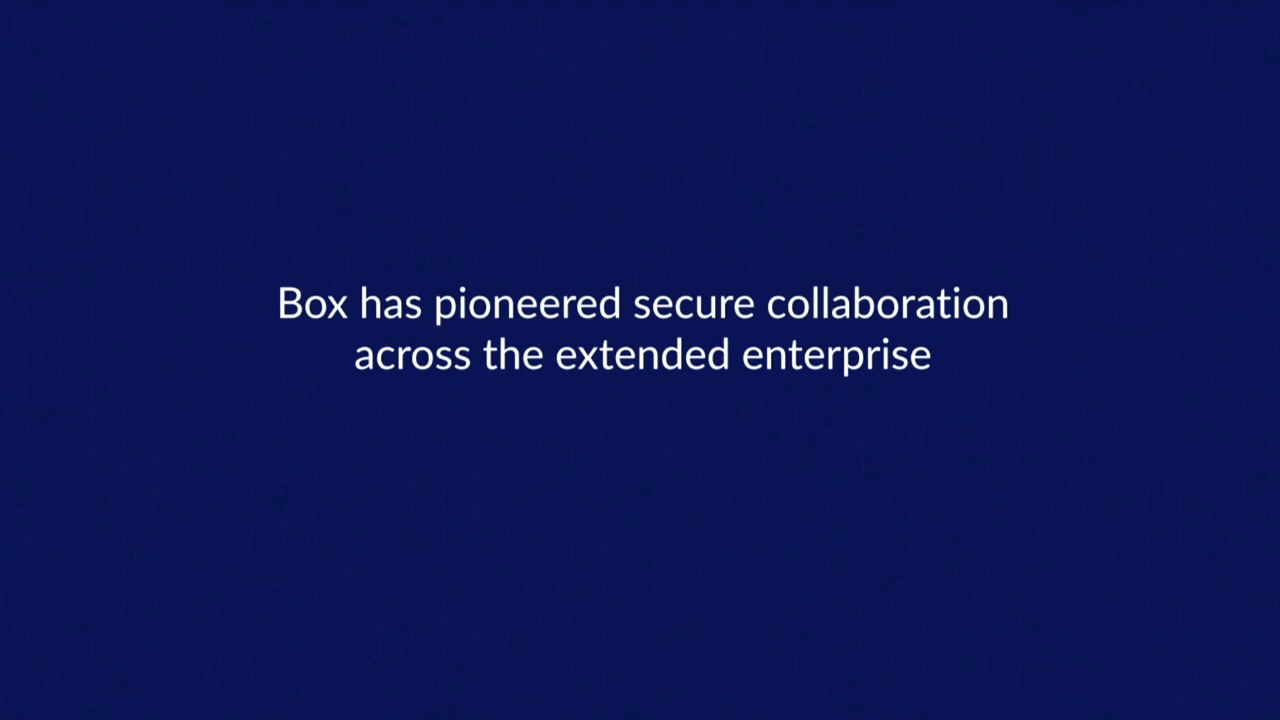 Box has pioneered secure collaboration
across the extended enterprise